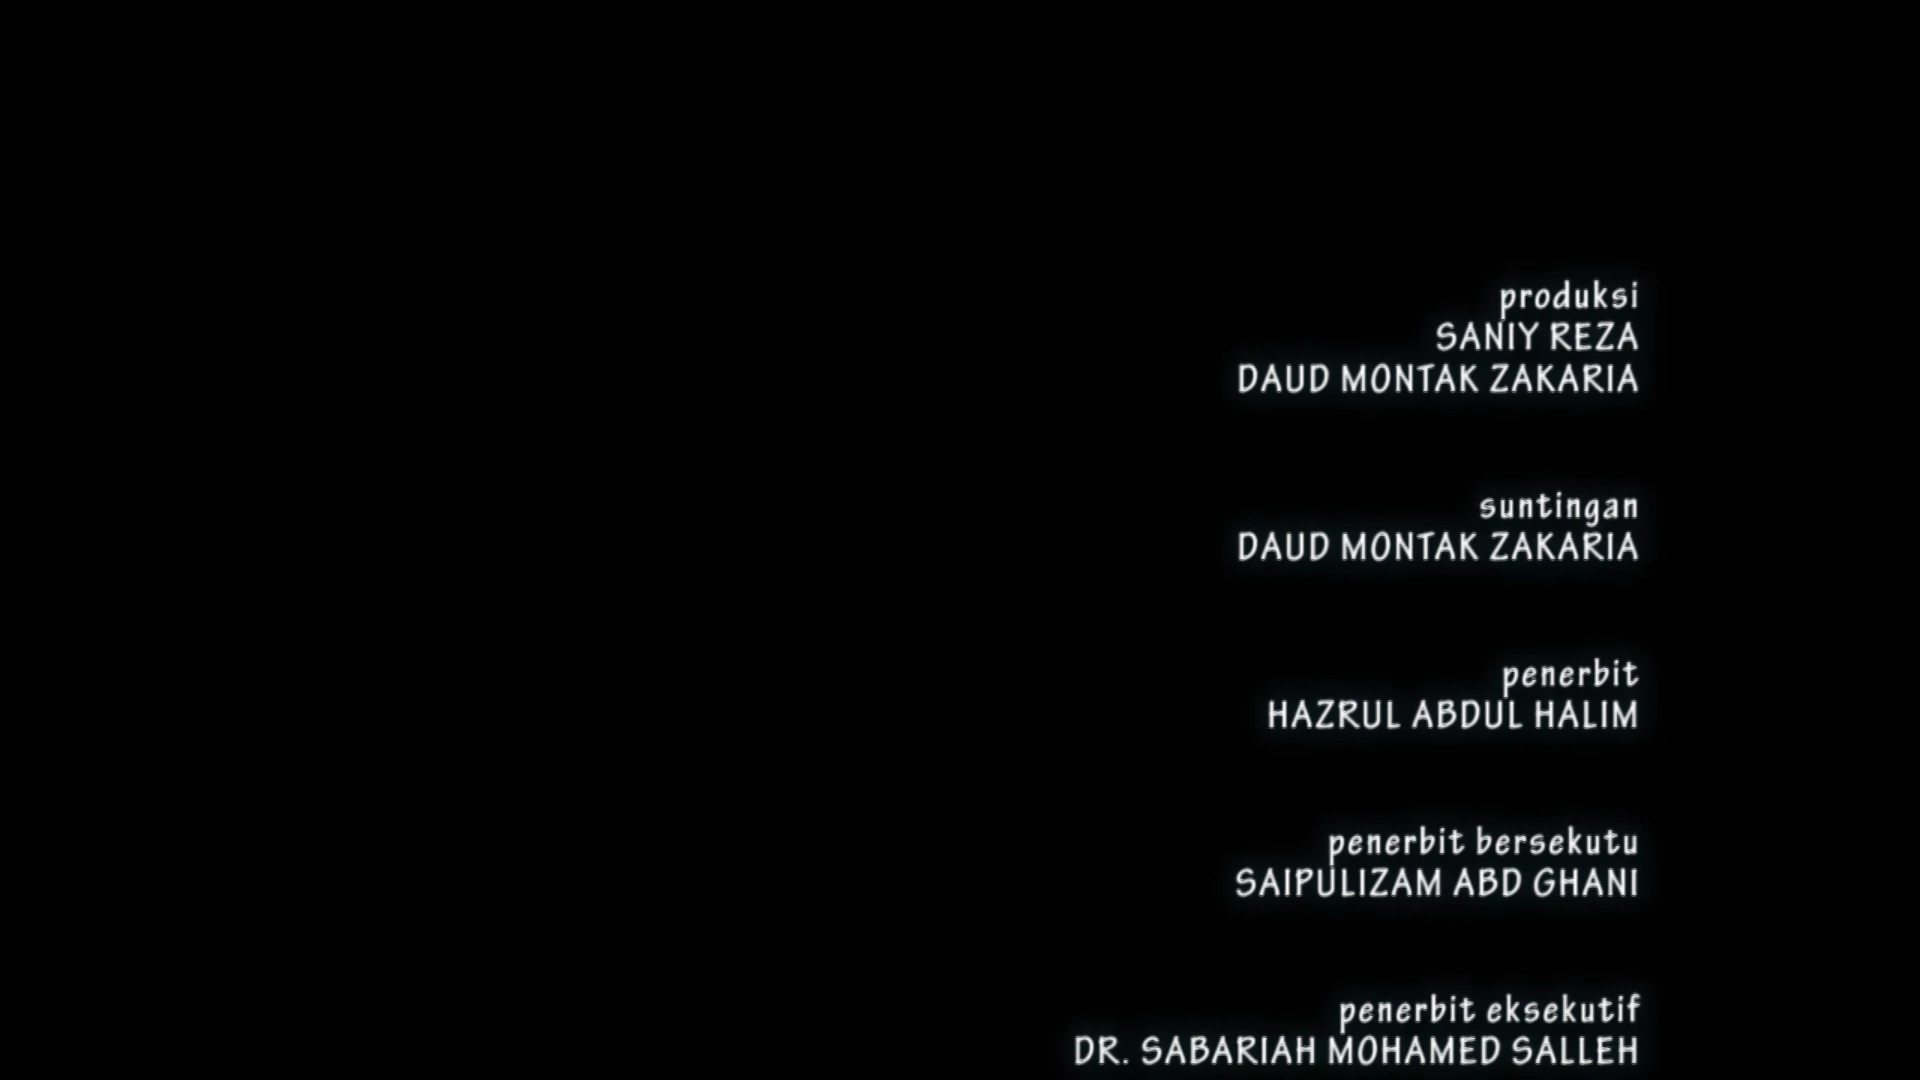 produksi
SANIY REZA
DAUD MONTAK ZAKARIA
suntingan
DAUD MONTAK ZAKARIA
penerbit
HAZRUL ABDUL HALIM
penerbit bersekutu
SAIPULIZAM ABD GHANI
penerbit eksekutif
DR. SABARIAH MOHAMED SALLEH